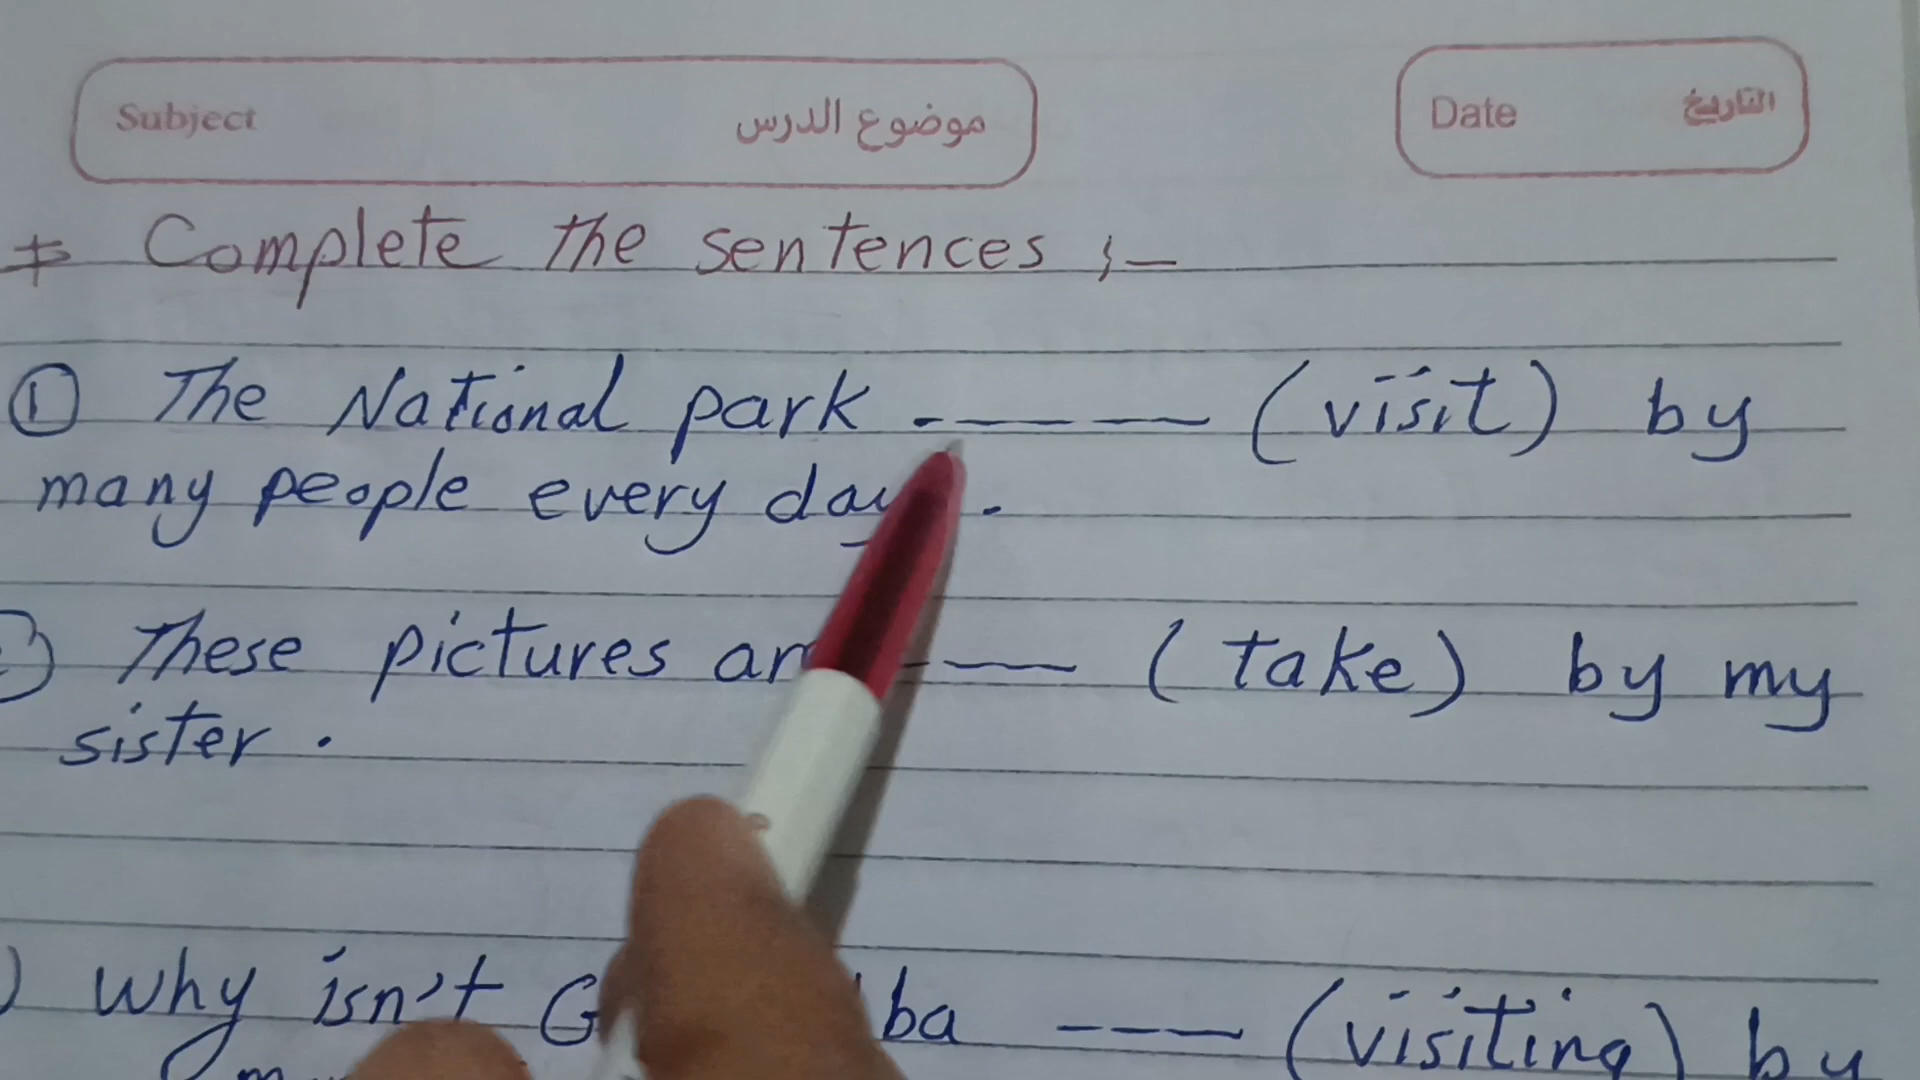 Subject موضوع الدرس Date التاريخ
* Complete the sentences :-
① The National park ------ (visit) by
many people every day.
These pictures are ---- (take) by my
sister.
) Why isn't G ba ---- (visiting) by